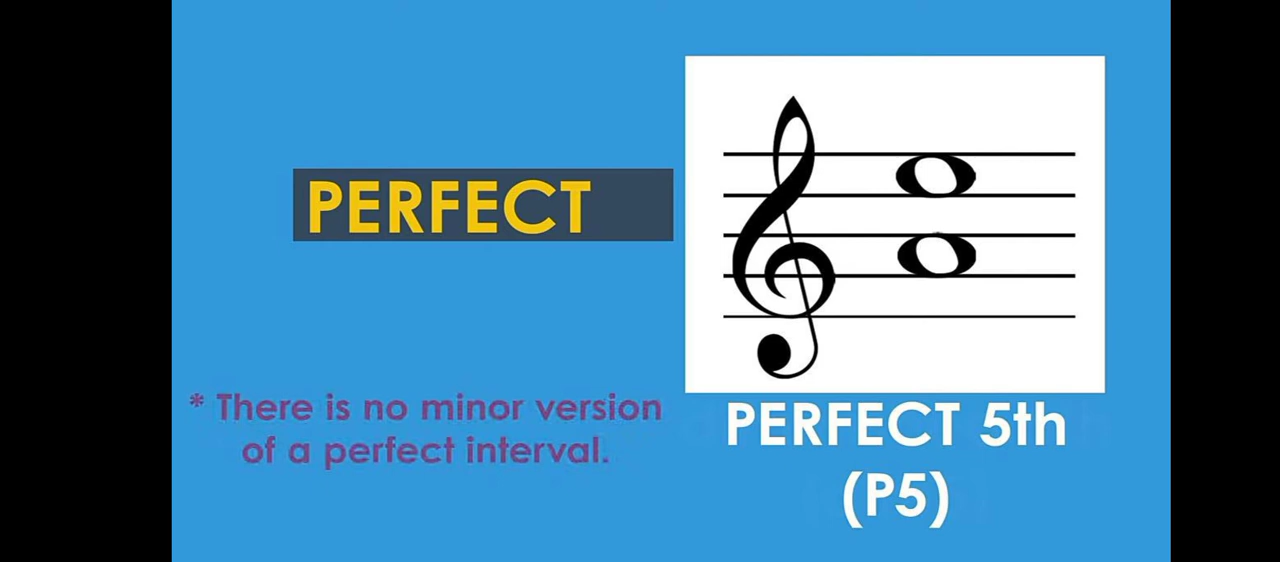 PERFECT
* There is no minor version
of a perfect interval.
PERFECT 5th
(P5)